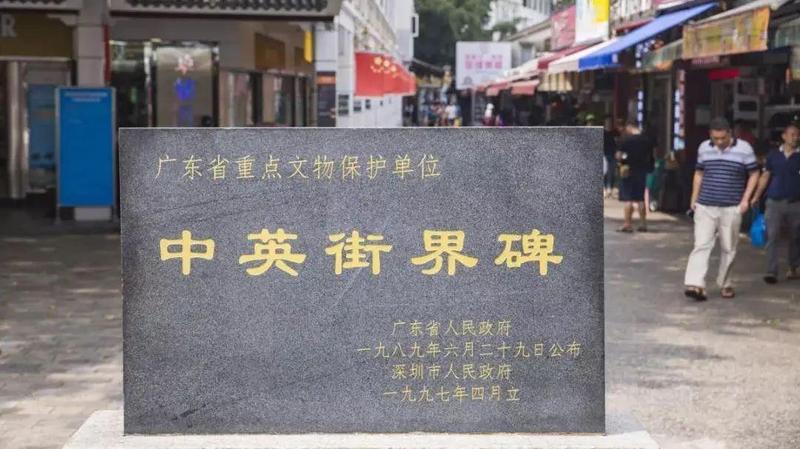 广东省重点文物保护单位
中英街界碑
广东省人民政府
一九八九年六月二十九日公布
深圳市人民政府
一九九七年四月立